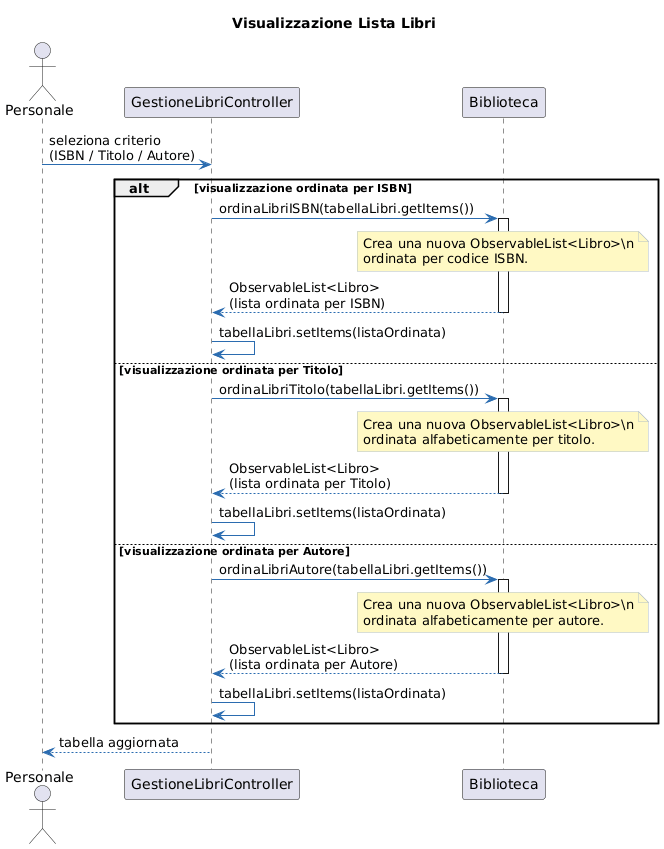 Visualizzazione Lista Libri
Personale
GestioneLibriController
Biblioteca
seleziona criterio
(ISBN / Titolo / Autore)
alt
[visualizzazione ordinata per ISBN]
ordinaLibriISBN(tabellaLibri.getItems())
Crea una nuova ObservableList<Libro>\n
ordinata per codice ISBN.
ObservableList<Libro>
(lista ordinata per ISBN)
tabellaLibri.setItems(listaOrdinata)
[visualizzazione ordinata per Titolo]
ordinaLibriTitolo(tabellaLibri.getItems())
Crea una nuova ObservableList<Libro>\n
ordinata alfabeticamente per titolo.
ObservableList<Libro>
(lista ordinata per Titolo)
tabellaLibri.setItems(listaOrdinata)
[visualizzazione ordinata per Autore]
ordinaLibriAutore(tabellaLibri.getItems())
Crea una nuova ObservableList<Libro>\n
ordinata alfabeticamente per autore.
ObservableList<Libro>
(lista ordinata per Autore)
tabellaLibri.setItems(listaOrdinata)
tabella aggiornata
Personale
GestioneLibriController
Biblioteca